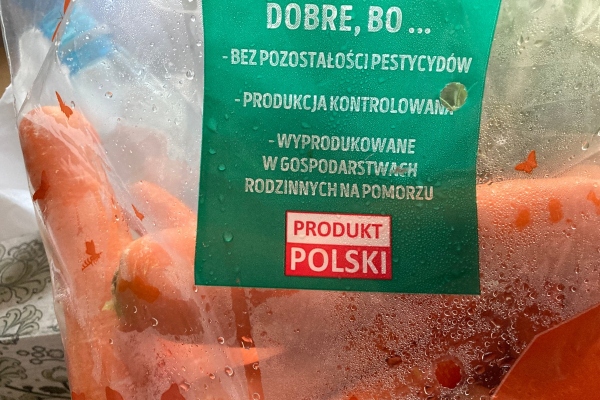 DOBRE, BO ...
- BEZ POZOSTAŁOŚCI PESTYCYDÓW
- PRODUKCJA KONTROLOWANA
- WYPRODUKOWANE
W GOSPODARSTWACH
RODZINNYCH NA POMORZU
PRODUKT
POLSKI